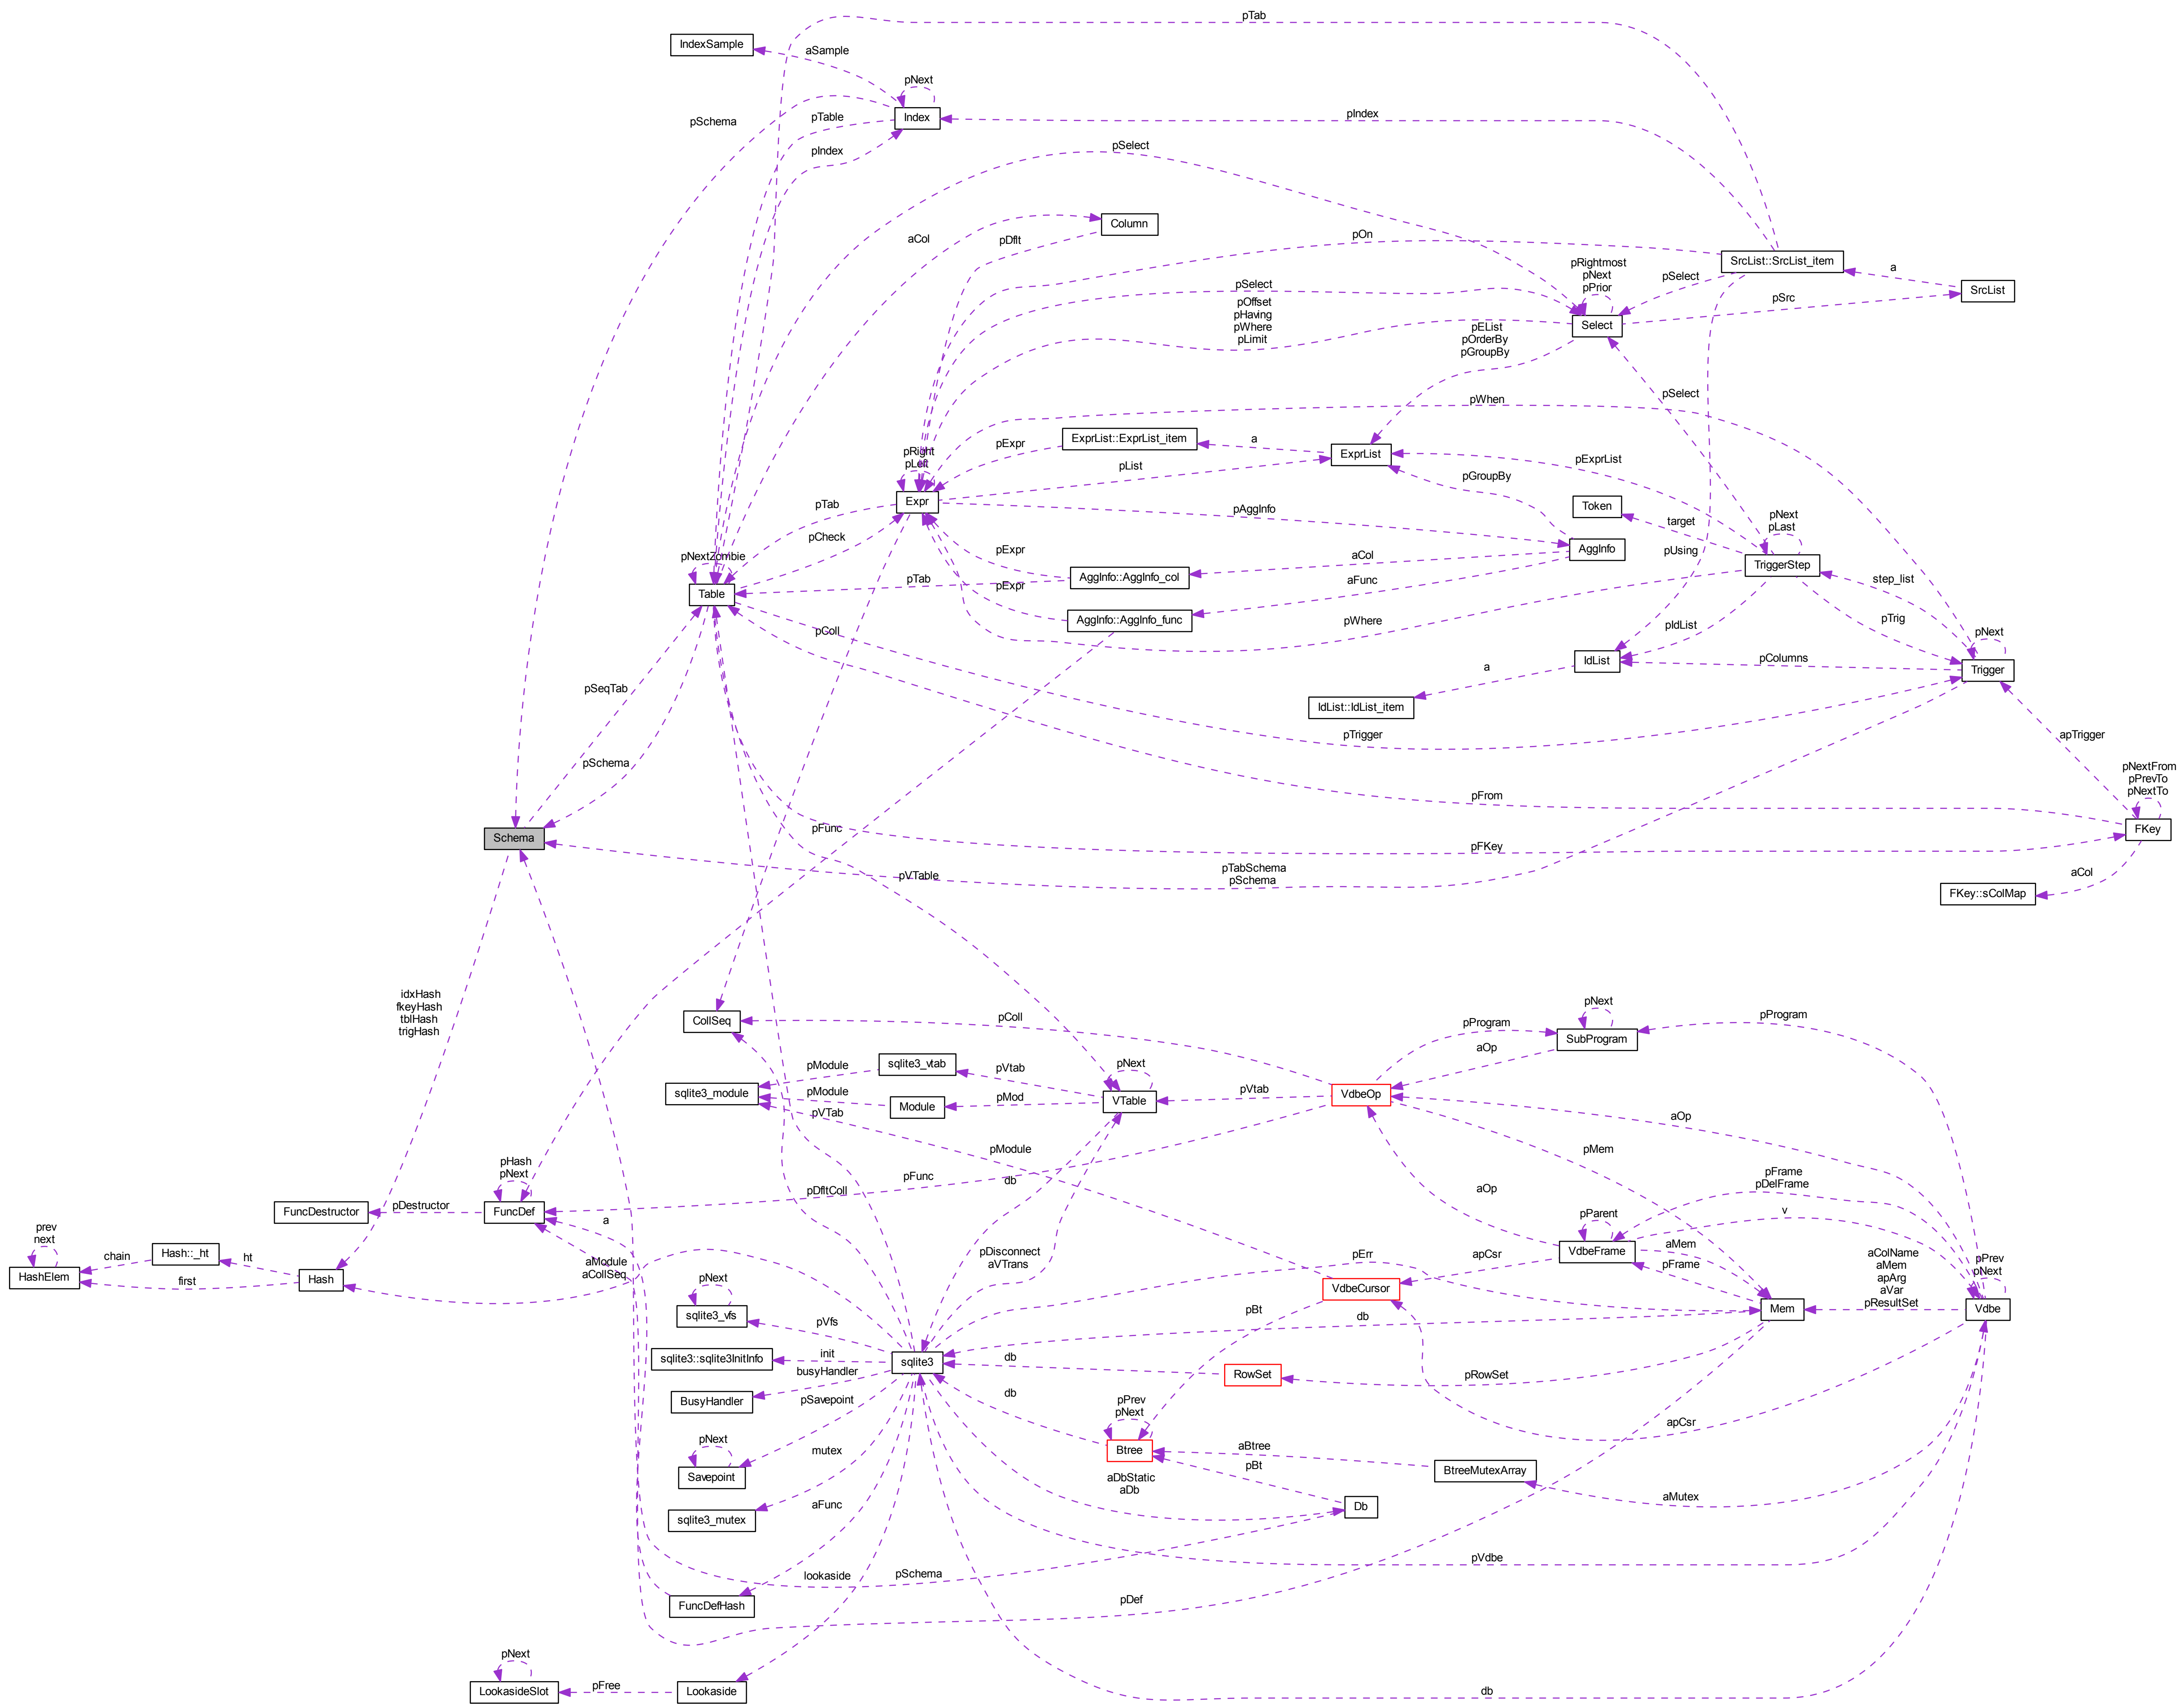 pTab
IndexSample
aSample
pNext
pSchema
Index
pTable
pIndex
pIndex
pSelect
Column
aCol
pDflt
pOn
SrcList::SrcList_item
pRightmost
pNext
pPrior
pSelect
a
SrcList
pSelect
pSrc
pOffset
pHaving
pWhere
pLimit
Select
pEList
pOrderBy
pGroupBy
pSelect
pWhen
ExprList::ExprList_item
a
ExprList
pExpr
pRight
pLeft
pList
pExprList
pGroupBy
Expr
pTab
pAggInfo
Token
target
pNext
pLast
pCheck
pNextZombie
pExpr
aCol
AggInfo
pUsing
TriggerStep
AggInfo::AggInfo_col
pTab
aFunc
step_list
Table
pExpr
AggInfo::AggInfo_func
pWhere
pIdList
pTrig
pColl
pNext
IdList
pColumns
Trigger
a
IdList::IdList_item
pSeqTab
pTrigger
apTrigger
pSchema
pNextFrom
pPrevTo
pNextTo
pFrom
Schema
pFunc
FKey
pFKey
pVTable
pTabSchema
pSchema
aCol
FKey::sColMap
idxHash
fkeyHash
tblHash
trigHash
CollSeq
pColl
pNext
pProgram
SubProgram
pProgram
aOp
sqlite3_vtab
pModule
pVtab
pNext
pVtab
VdbeOp
sqlite3_module
pModule
Module
pMod
VTable
pVTab
aOp
pModule
pMem
pHash
pNext
pFunc
db
pFrame
pDelFrame
pDfltColl
aOp
FuncDestructor
pDestructor
FuncDef
a
pParent
v
prev
next
Hash::_ht
chain
ht
HashElem
first
Hash
aModule
aCollSeq
pDisconnect
aVTrans
pErr
apCsr
VdbeFrame
aMem
pFrame
aColName
aMem
apArg
aVar
pResultSet
pPrev
pNext
pNext
sqlite3_vfs
pVfs
VdbeCursor
Mem
Vdbe
db
pBt
sqlite3::sqlite3InitInfo
init
sqlite3
db
RowSet
pRowSet
busyHandler
BusyHandler
pSavepoint
db
pPrev
pNext
apCsr
pNext
mutex
Btree
aBtree
Savepoint
pBt
BtreeMutexArray
aDbStatic
aDb
aMutex
aFunc
Db
sqlite3_mutex
lookaside
pSchema
pVdbe
FuncDefHash
pDef
pNext
LookasideSlot
pFree
Lookaside
db